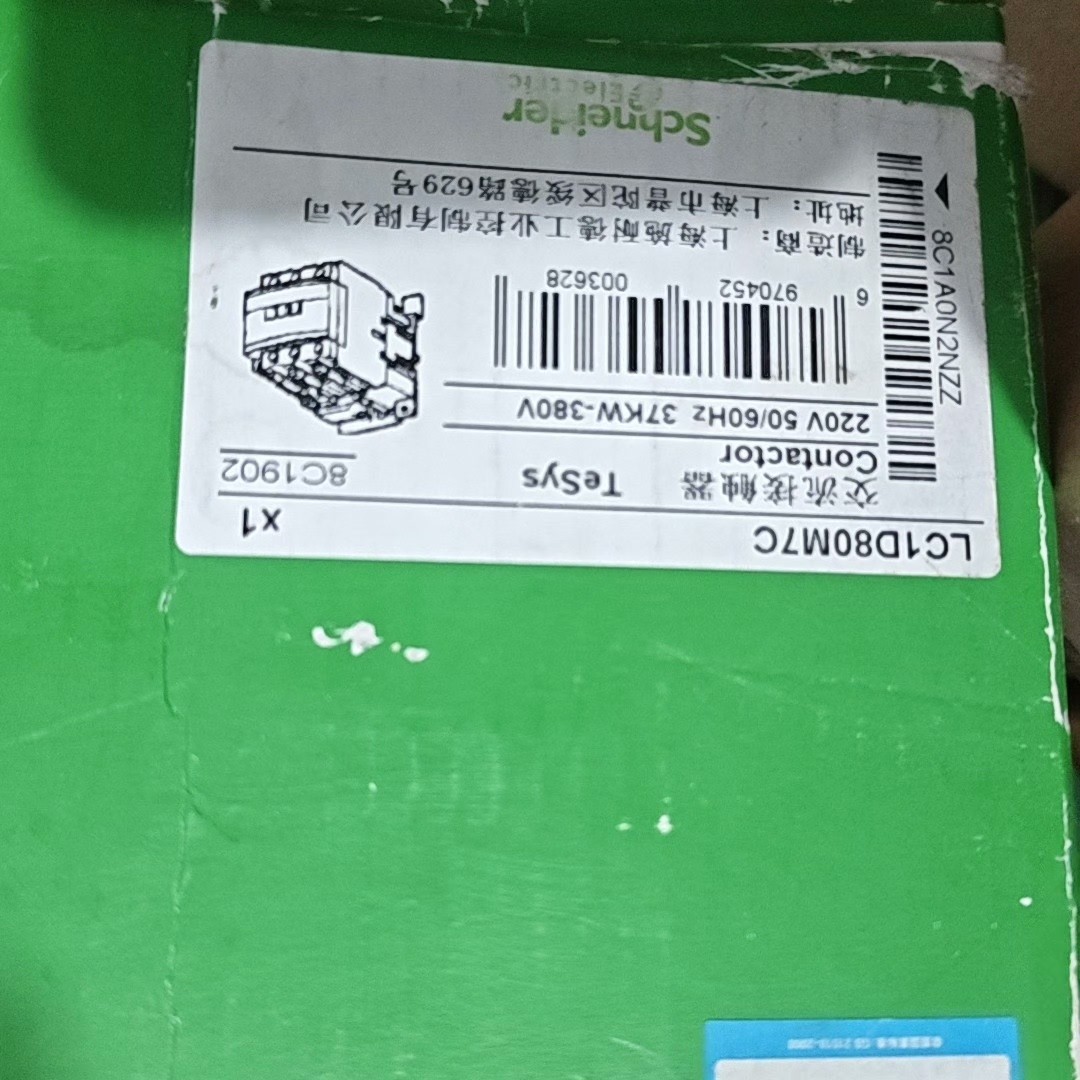 LC1D80M7C
x1
交流接触器
TeSys
8C1902
Contactor
220V 50/60Hz 37KW-380V
6 970452 003628
8C1A0N2NZZ
制造商：上海施耐德工业控制有限公司
地址：上海市普陀区绥德路629号
Schneider
Electric